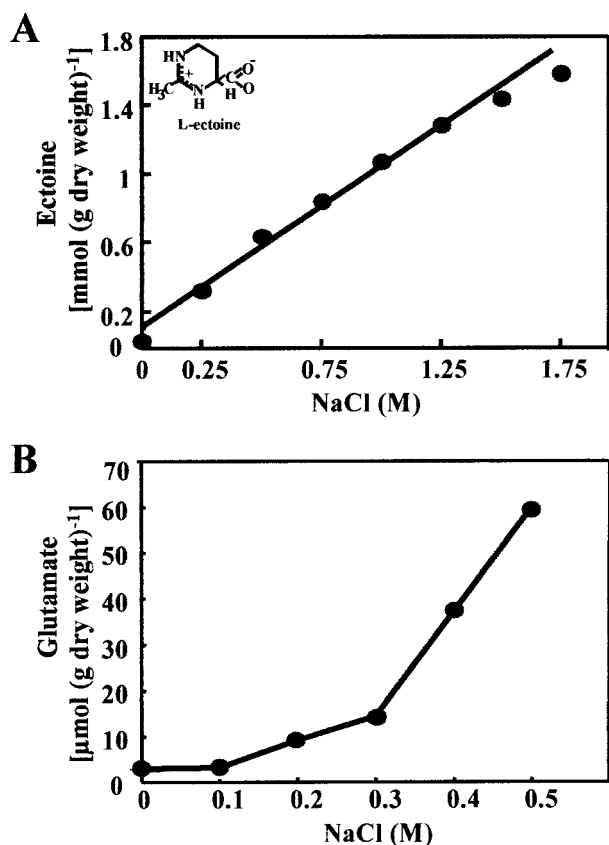 A
1.8
1.4
1
0.6
0.2
0
Ectoine
[mmol (g dry weight)⁻¹]
HN
+
N
H
H₃C
C
H
O⁻
O
L-ectoine
0 0.25 0.75 1.25 1.75
NaCl (M)
B
70
60
50
40
30
20
10
0
Glutamate
[µmol (g dry weight)⁻¹]
0 0.1 0.2 0.3 0.4 0.5
NaCl (M)